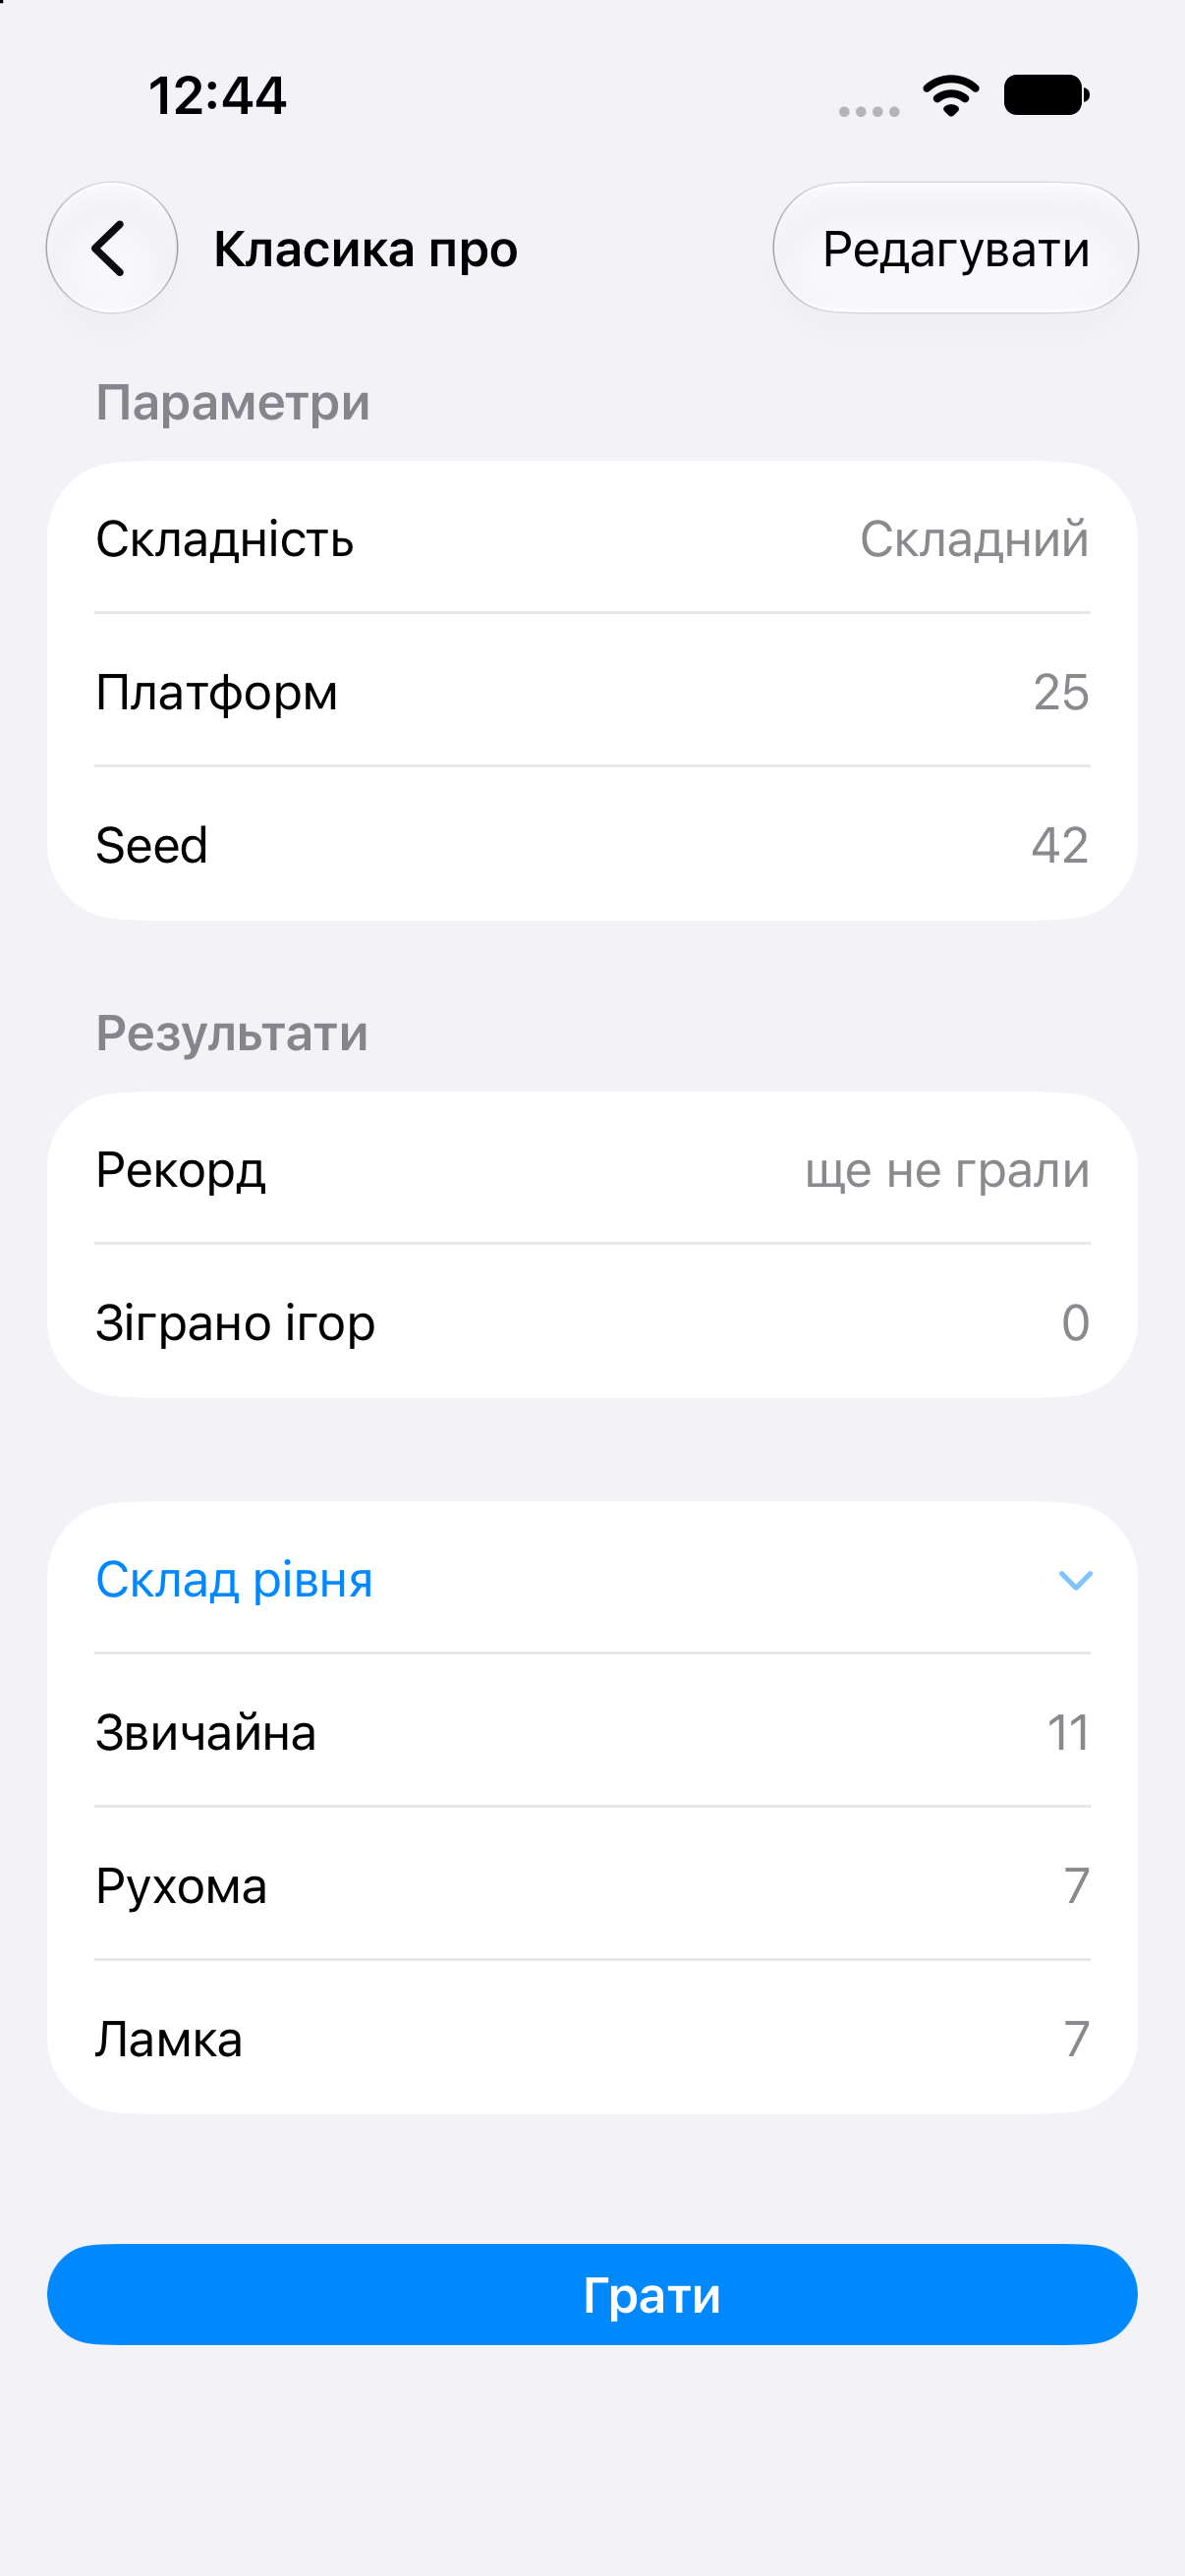 12:44
Класика про
Редагувати
Параметри
Складність Складний
Платформ 25
Seed 42
Результати
Рекорд ще не грали
Зіграно ігор 0
Склад рівня
Звичайна 11
Рухома 7
Ламка 7
Грати